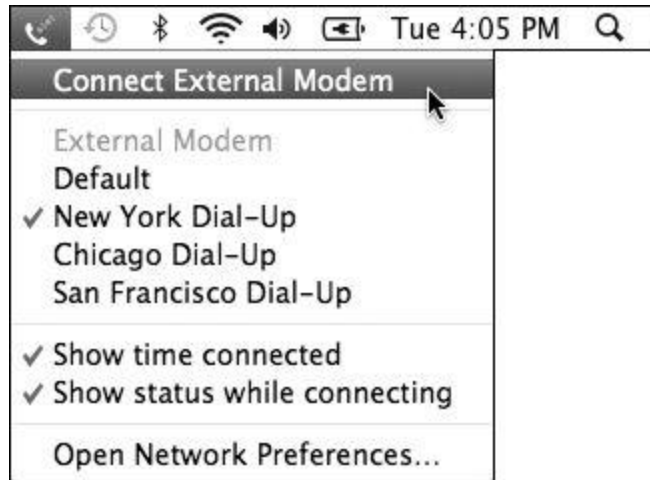 Tue 4:05 PM
Connect External Modem
External Modem
Default
New York Dial-Up
Chicago Dial-Up
San Francisco Dial-Up
Show time connected
Show status while connecting
Open Network Preferences...